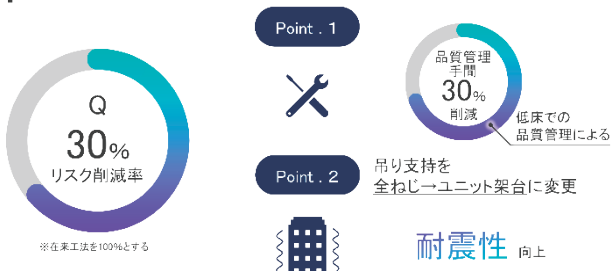 Q
30%
リスク削減率
※在来工法を100%とする
Point . 1
品質管理
手間
30%
削減
低床での
品質管理による
Point . 2
吊り支持を
全ねじ→ユニット架台に変更
耐震性 向上